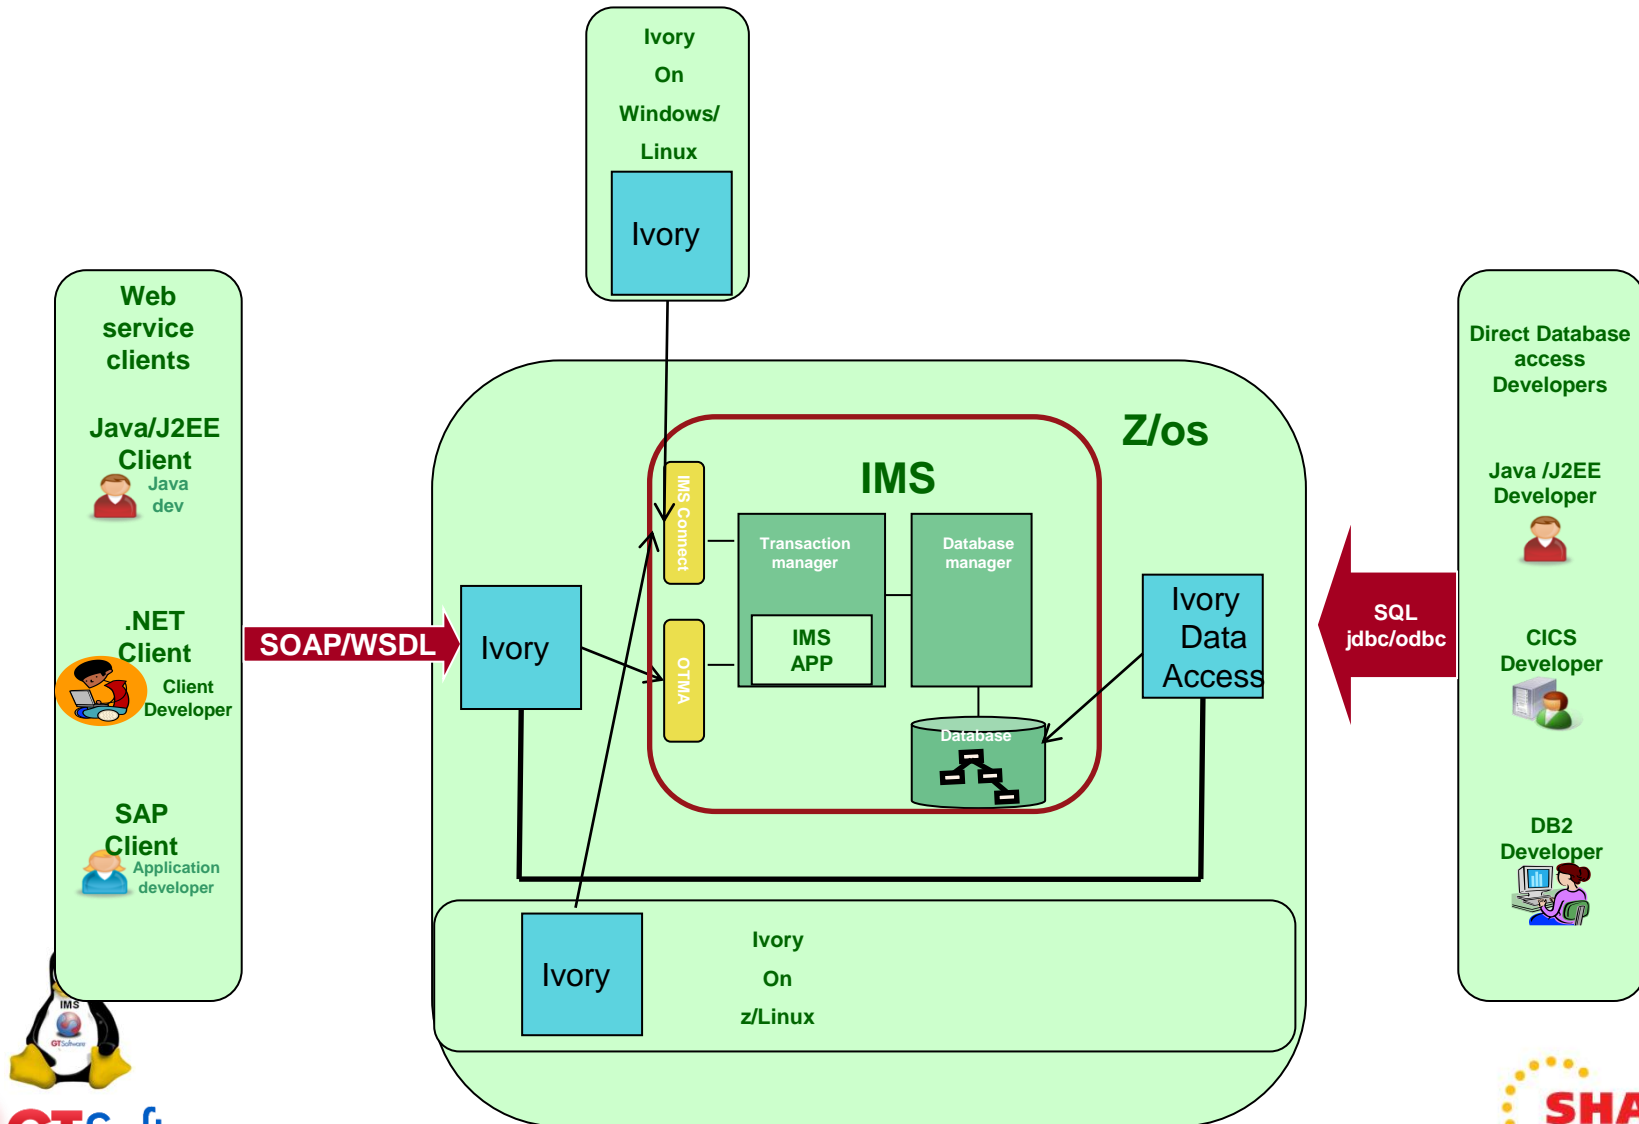 Ivory
On
Windows/
Linux
Ivory
Web
service
clients
Java/J2EE
Client
Java
dev
.NET
Client
Client
Developer
SAP
Client
Application
developer
SOAP/WSDL
Z/os
IMS
IMS Connect
OTMA
Transaction
manager
IMS
APP
Database
manager
Database
Ivory
Ivory
Data
Access
Ivory
Ivory
On
z/Linux
SQL
jdbc/odbc
Direct Database
access
Developers
Java /J2EE
Developer
CICS
Developer
DB2
Developer
IMS
GTSoftware
SHA